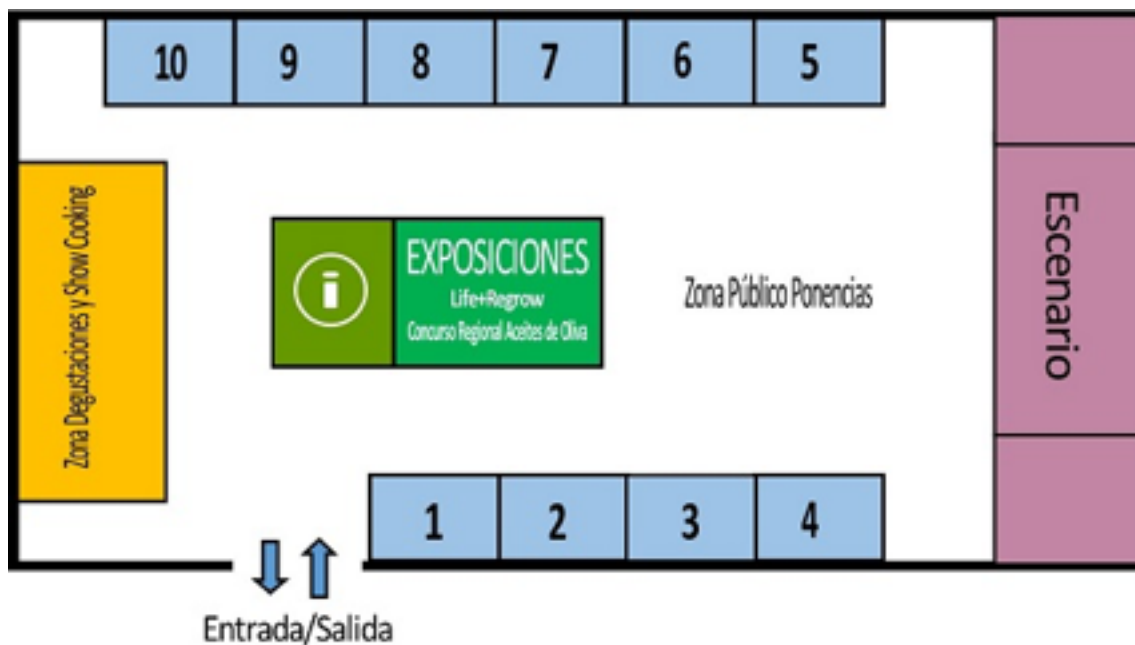 10 9 8 7 6 5
Zona Degustaciones y Show Cooking
i
EXPOSICIONES
Life+Regrow
Concurso Regional Aceites de Oliva
Zona Público Ponencias
Escenario
1 2 3 4
Entrada/Salida